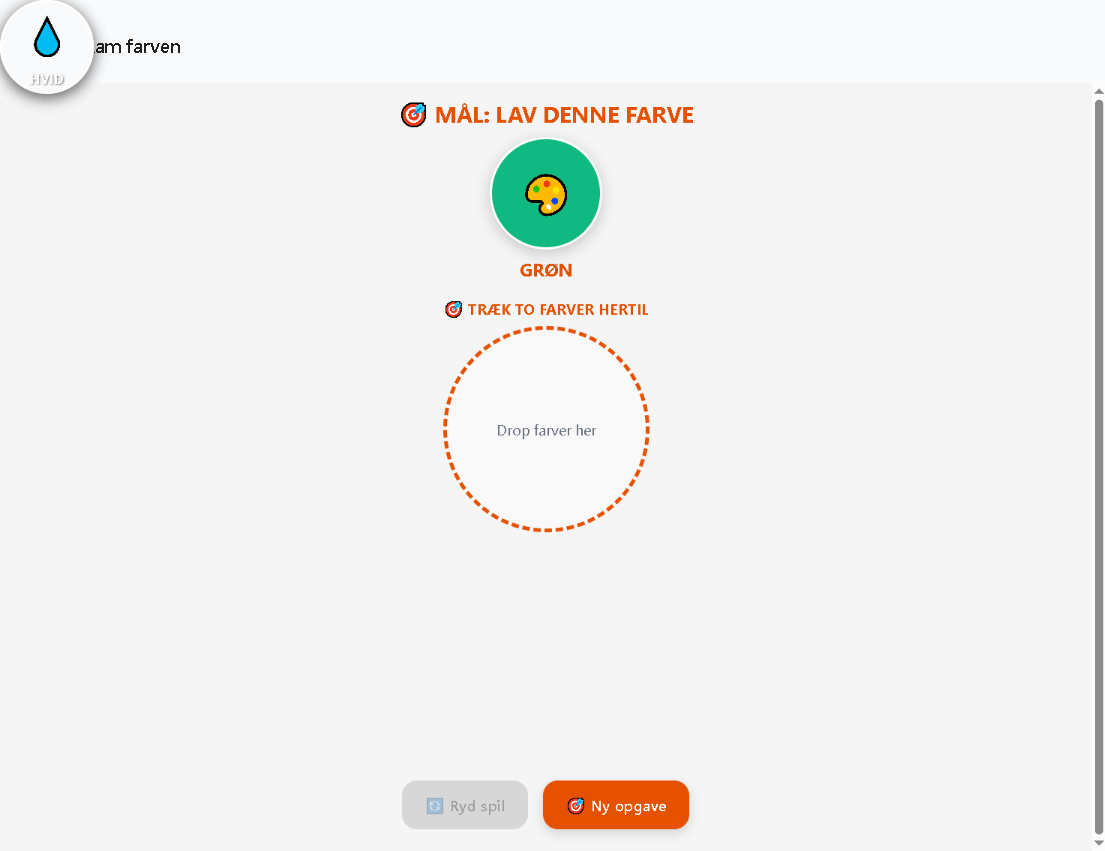 HVID
am farven
MÅL: LAV DENNE FARVE
GRØN
TRÆK TO FARVER HERTIL
Drop farver her
Ryd spil
Ny opgave